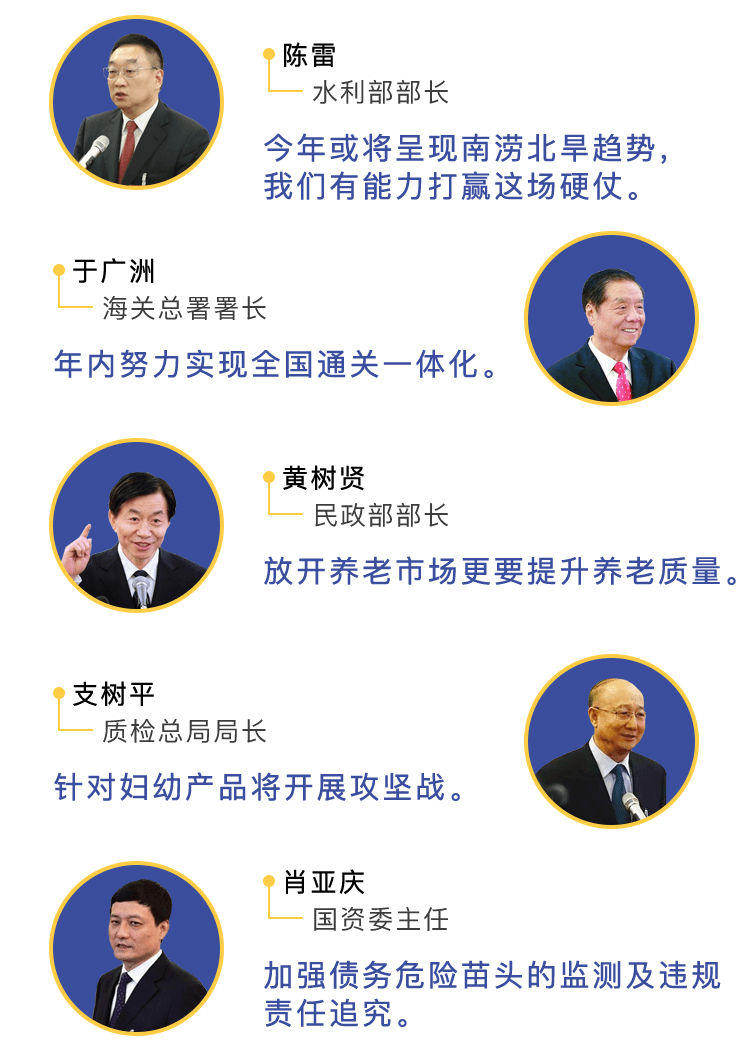 陈雷
水利部部长
今年或将呈现南涝北旱趋势，
我们有能力打赢这场硬仗。
于广洲
海关总署署长
年内努力实现全国通关一体化。
黄树贤
民政部部长
放开养老市场更要提升养老质量。
支树平
质检总局局长
针对妇幼产品将开展攻坚战。
肖亚庆
国资委主任
加强债务危险苗头的监测及违规
责任追究。